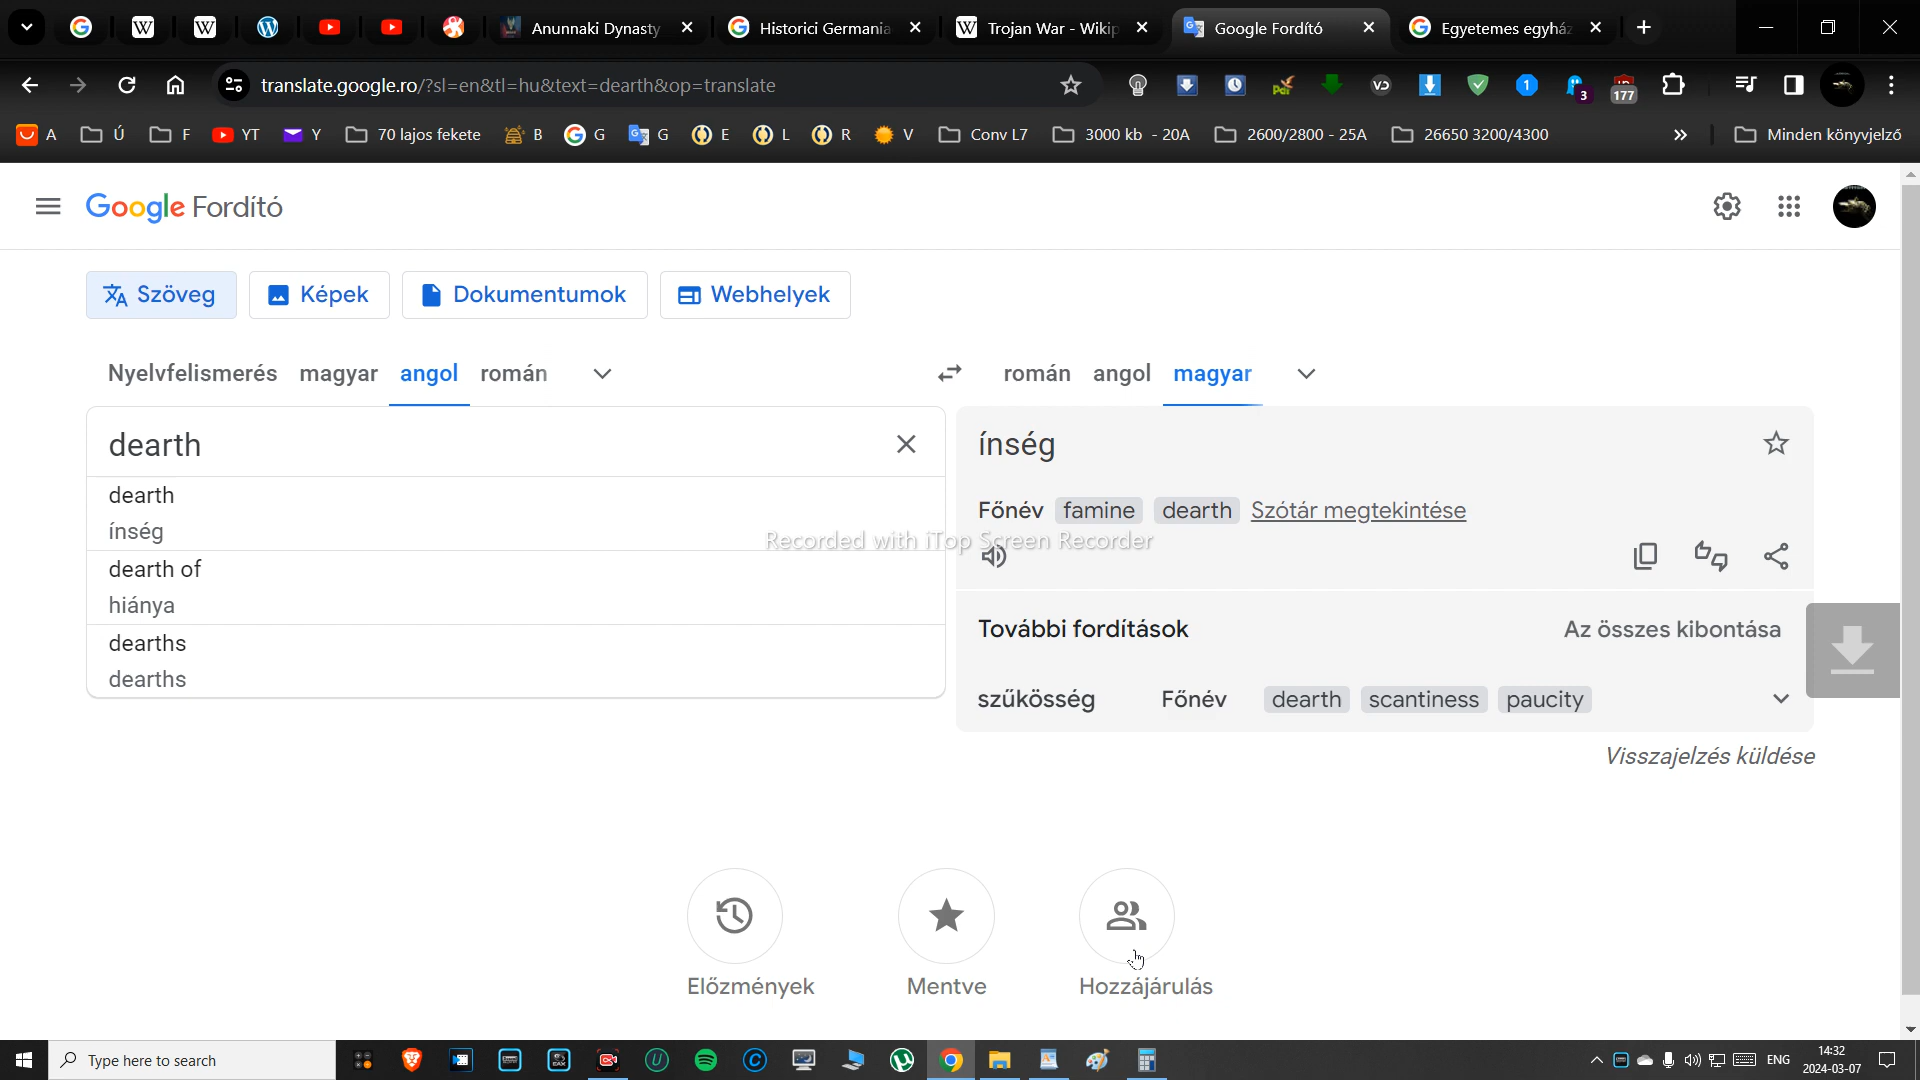 Anunnaki Dynasty
Historici Germania
Trojan War - Wikip
Google Fordító
Egyetemes egyház
translate.google.ro/?sl=en&tl=hu&text=dearth&op=translate
3
177
A
Ú
F
YT
Y
70 lajos fekete
B
G
G
E
L
R
V
Conv L7
3000 kb - 20A
2600/2800 - 25A
26650 3200/4300
»
Minden könyvjelző
Google Fordító
Szöveg
Képek
Dokumentumok
Webhelyek
Nyelvfelismerés magyar angol román
román angol magyar
dearth
ínség
dearth
ínség
dearth of
hiánya
dearths
dearths
Főnév famine dearth Szótár megtekintése
Recorded with iTop Screen Recorder
További fordítások
Az összes kibontása
szűkösség Főnév dearth scantiness paucity
Visszajelzés küldése
Előzmények
Mentve
Hozzájárulás
Type here to search
ENG
14:32
2024-03-07